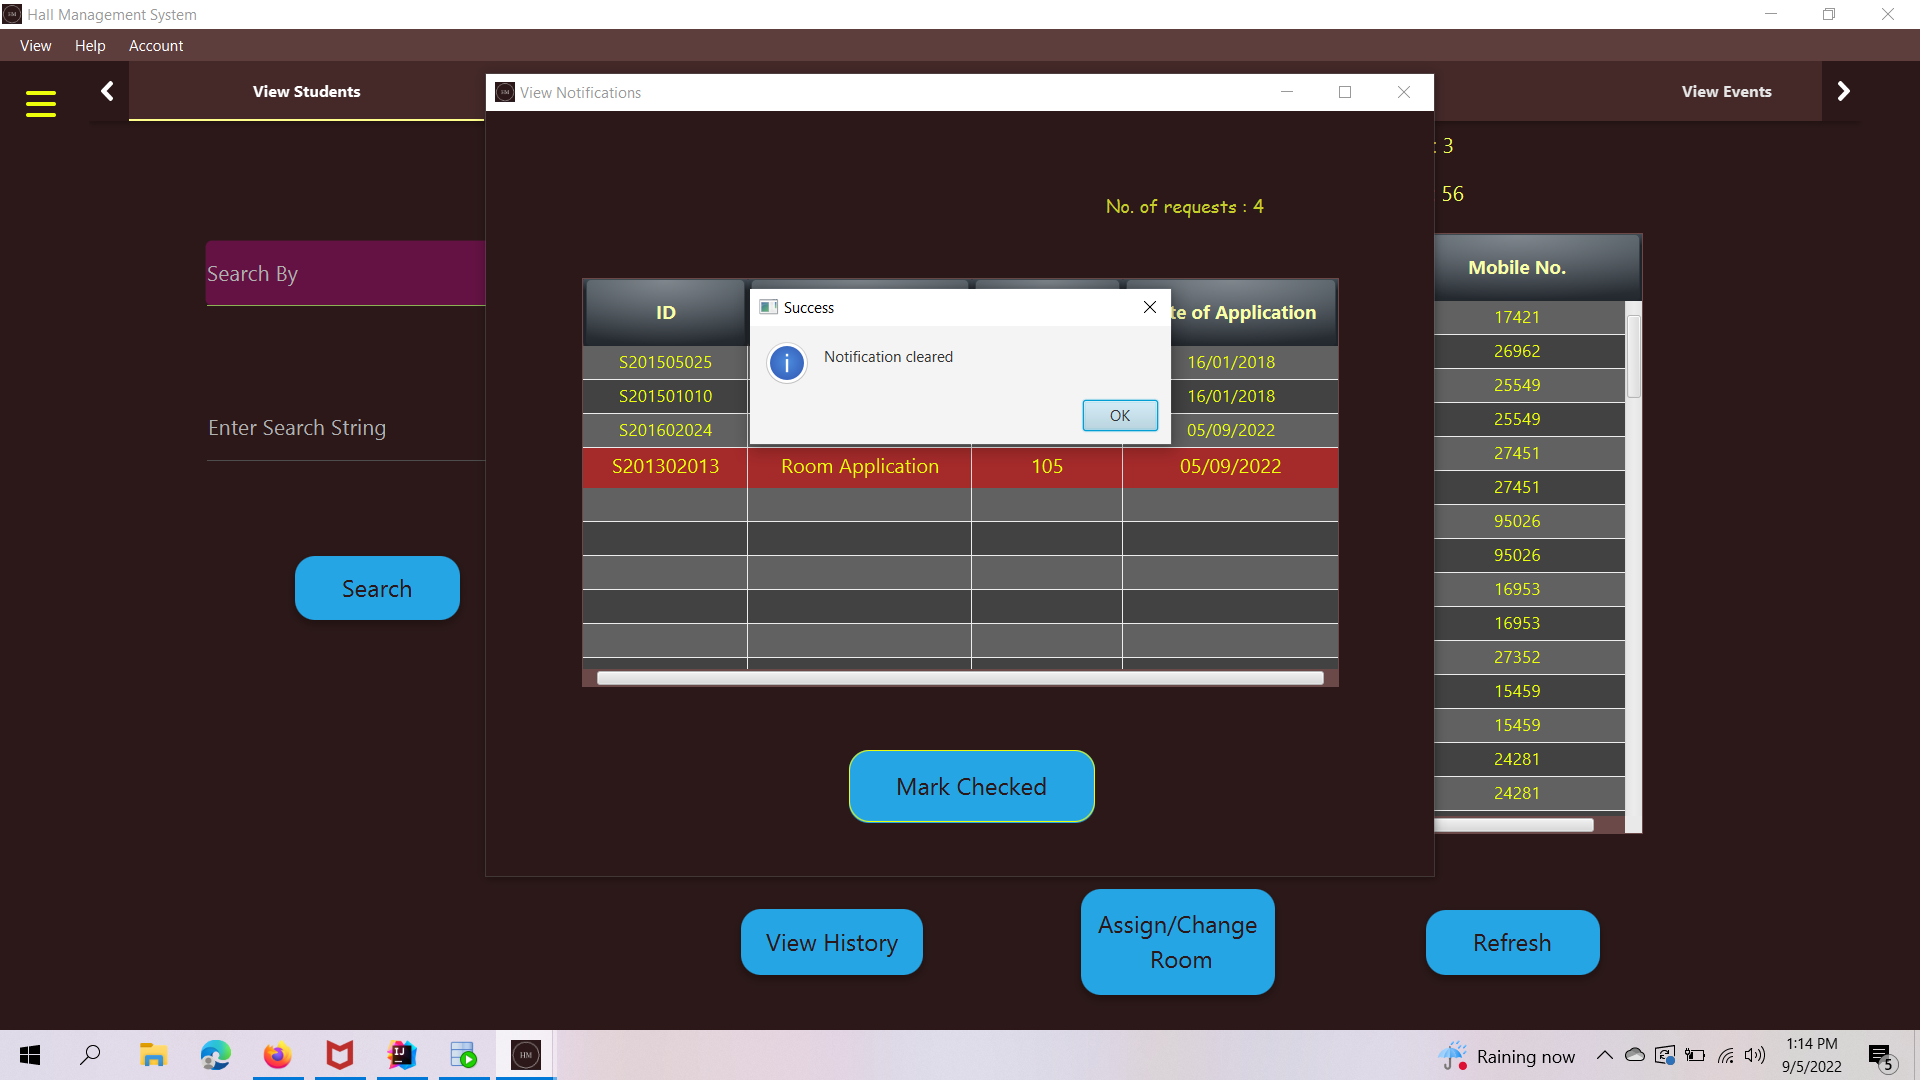 Hall Management System
View Help Account
View Students
View Events
View Notifications
: 3
56
No. of requests : 4
Search By
Enter Search String
Search
Mobile No.
17421
26962
25549
25549
27451
27451
95026
95026
16953
16953
27352
15459
15459
24281
24281
ID
te of Application
Success
Notification cleared
OK
S201505025 16/01/2018
S201501010 16/01/2018
S201602024 05/09/2022
S201302013 Room Application 105 05/09/2022
Mark Checked
View History
Assign/Change
Room
Refresh
HM
Raining now
1:14 PM
9/5/2022
5